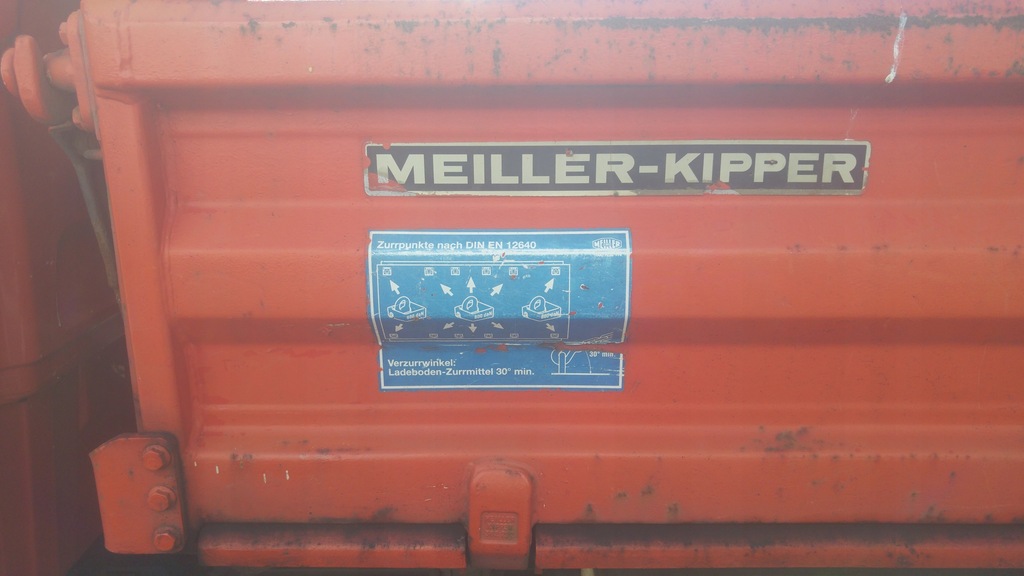 MEILLER-KIPPER
Zurrpunkte nach DIN EN 12640
MEILLER
30° min.
Verzurrwinkel:
Ladeboden-Zurrmittel 30° min.